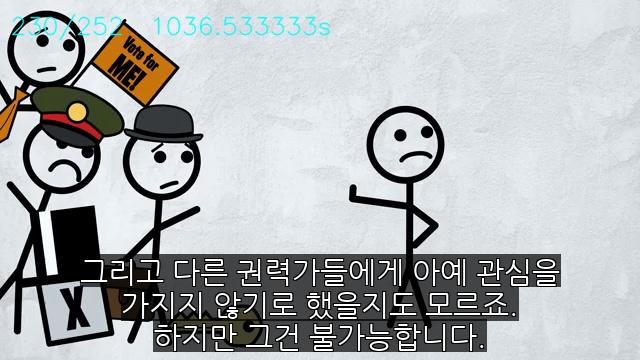 230/252 1036.533333s
Vote for
ME!
X
그리고 다른 권력가들에게 아예 관심을
가지지 않기로 했을지도 모르죠.
하지만 그건 불가능합니다.